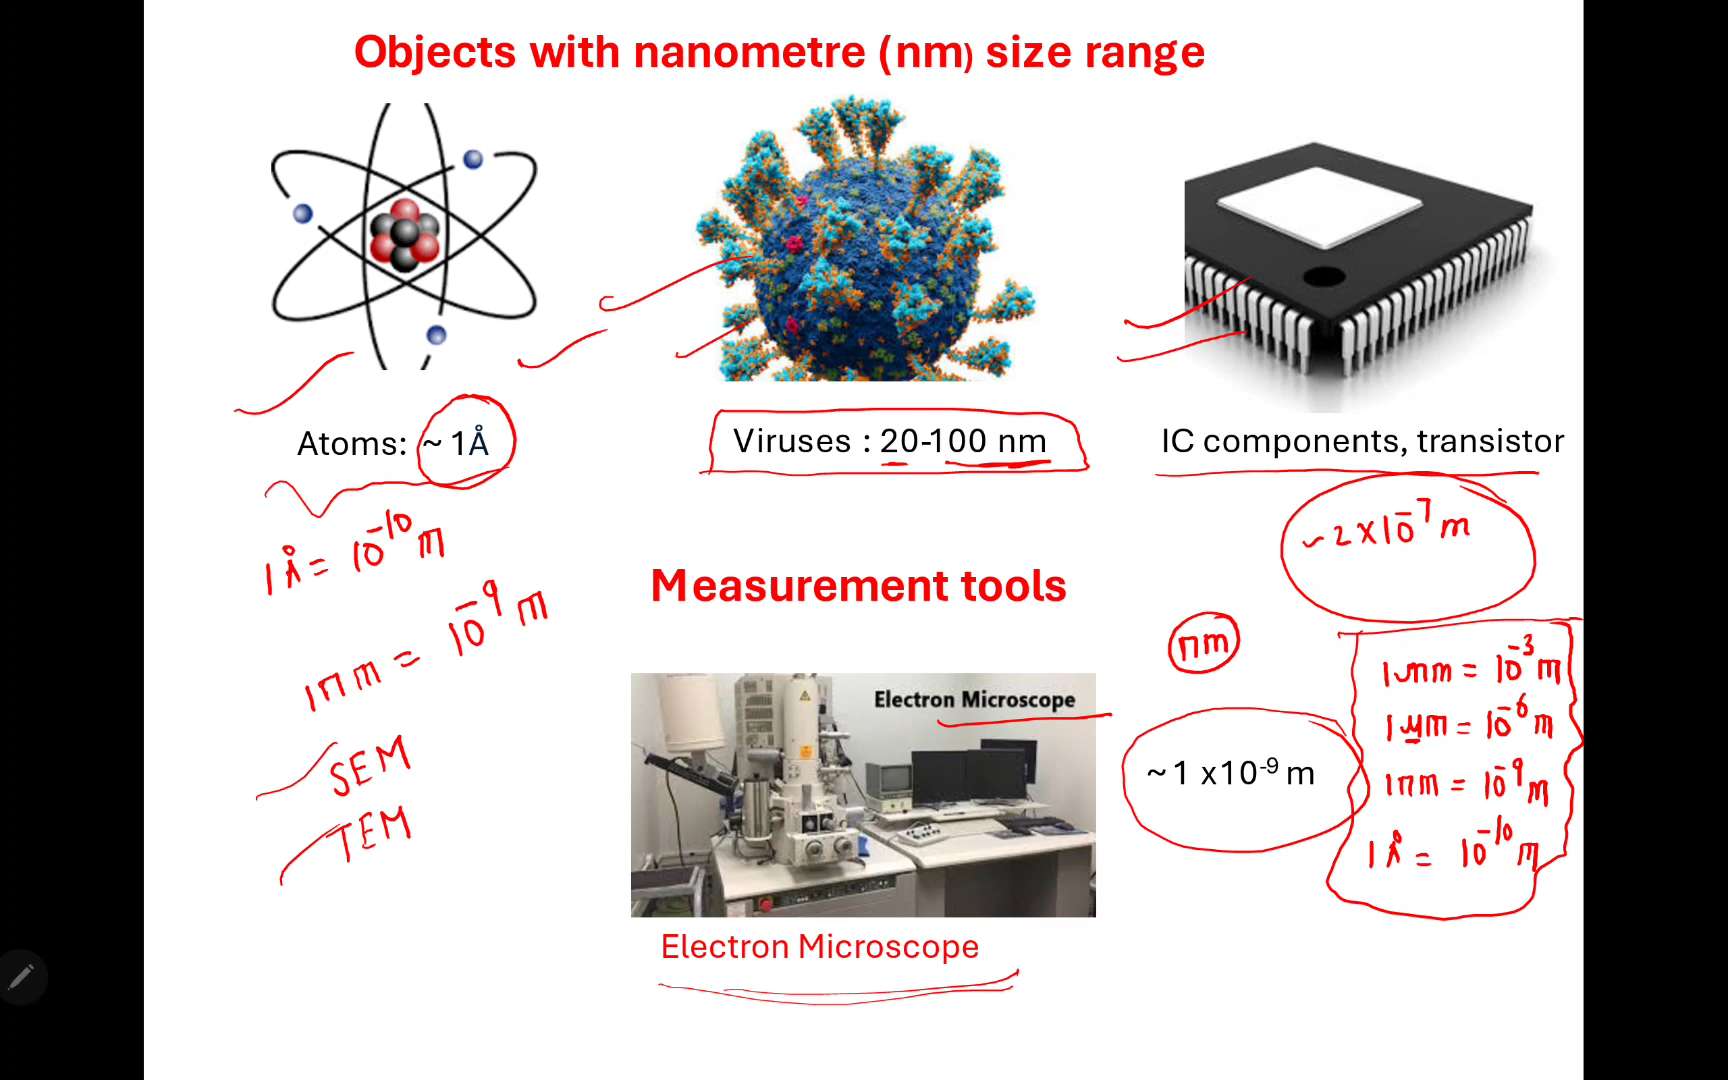 Objects with nanometre (nm) size range
Atoms: ~ 1Å
Viruses : 20-100 nm
IC components, transistor
1Å = 10⁻¹⁰ m
1nm = 10⁻⁹ m
~ 2 x 10⁻⁷ m
Measurement tools
nm
1mm = 10⁻³ m
1μm = 10⁻⁶ m
1nm = 10⁻⁹ m
1Å = 10⁻¹⁰ m
SEM
TEM
Electron Microscope
~ 1 x10⁻⁹ m
Electron Microscope